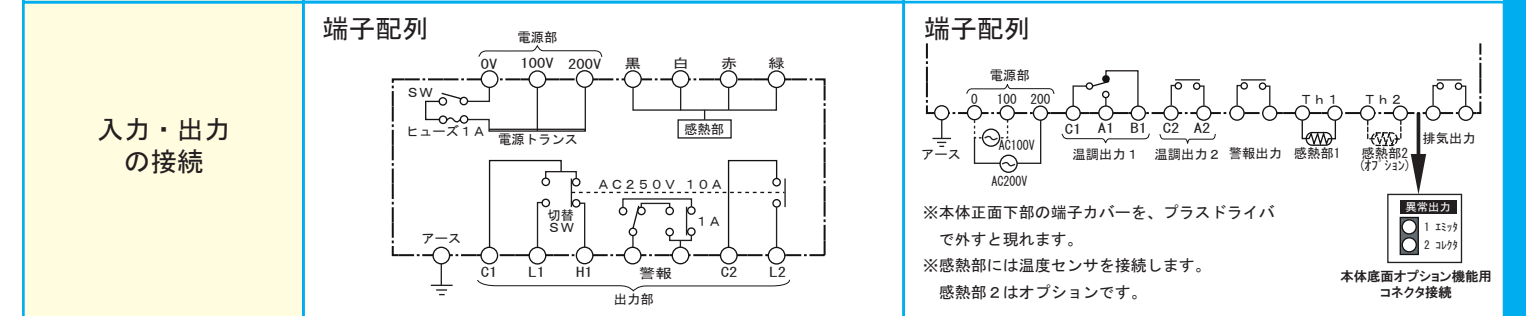 入力・出力
の接続
端子配列
電源部
0V 100V 200V 黒 白 赤 緑
SW
ヒューズ1A
電源トランス
感熱部
AC250V 10A
切替
SW
1A
アース
C1 L1 H1 警報 C2 L2
出力部
端子配列
電源部
0 100 200
Th1 Th2
C1 A1 B1 C2 A2
アース
AC100V
AC200V
温調出力1 温調出力2 警報出力 感熱部1 感熱部2
(オプション)
排気出力
異常出力
1 エミッタ
2 コレクタ
本体底面オプション機能用
コネクタ接続
※本体正面下部の端子カバーを、プラスドライバ
で外すと現れます。
※感熱部には温度センサを接続します。
感熱部2はオプションです。